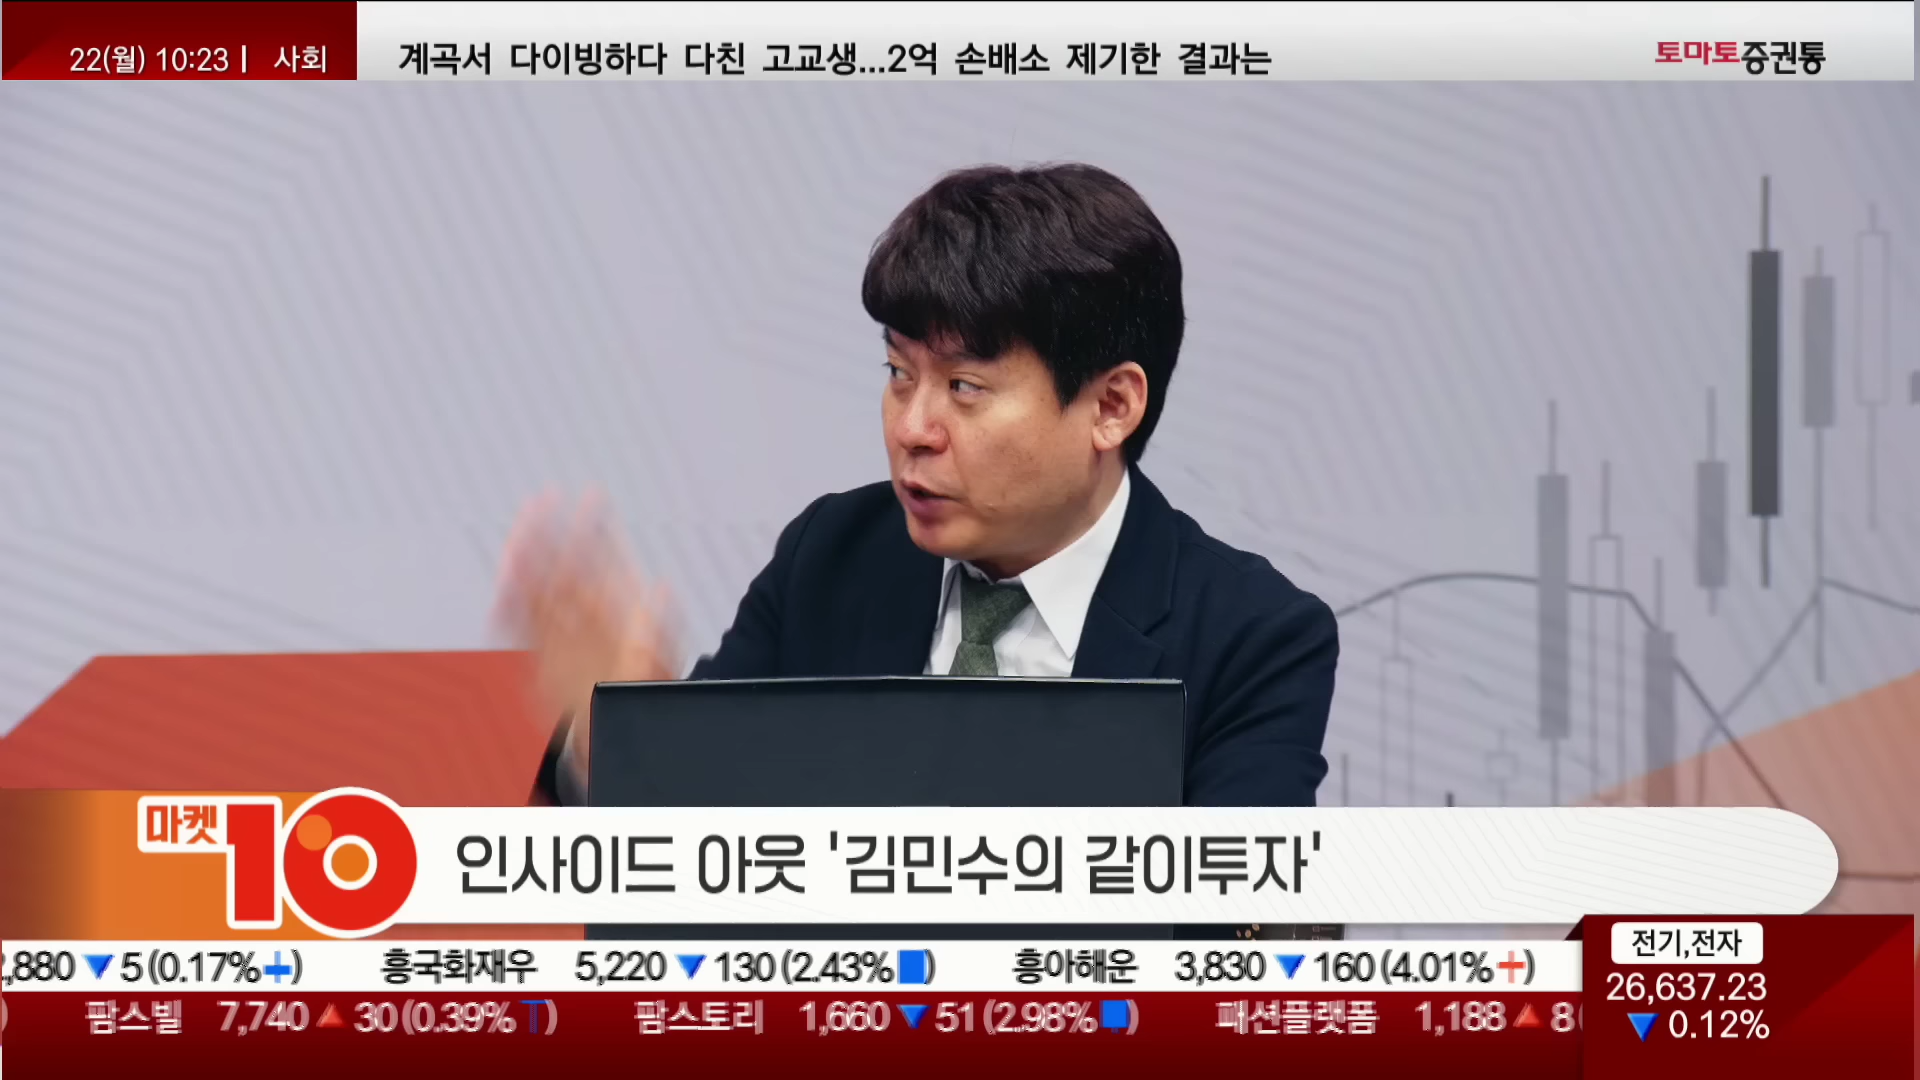 22(월) 10:23 | 사회
계곡서 다이빙하다 다친 고교생...2억 손배소 제기한 결과는
토마토증권통
마켓10
인사이드 아웃 '김민수의 같이투자'
,880 ▼ 5(0.17%+) 흥국화재우 5,220 ▼ 130(2.43%■) 흥아해운 3,830 ▼ 160(4.01%+)
) 팜스빌 7,740 ▲ 30(0.39%T) 팜스토리 1,660 ▼ 51(2.98%■) 패션플랫폼 1,188 ▲ 8(
전기,전자
26,637.23
▼ 0.12%